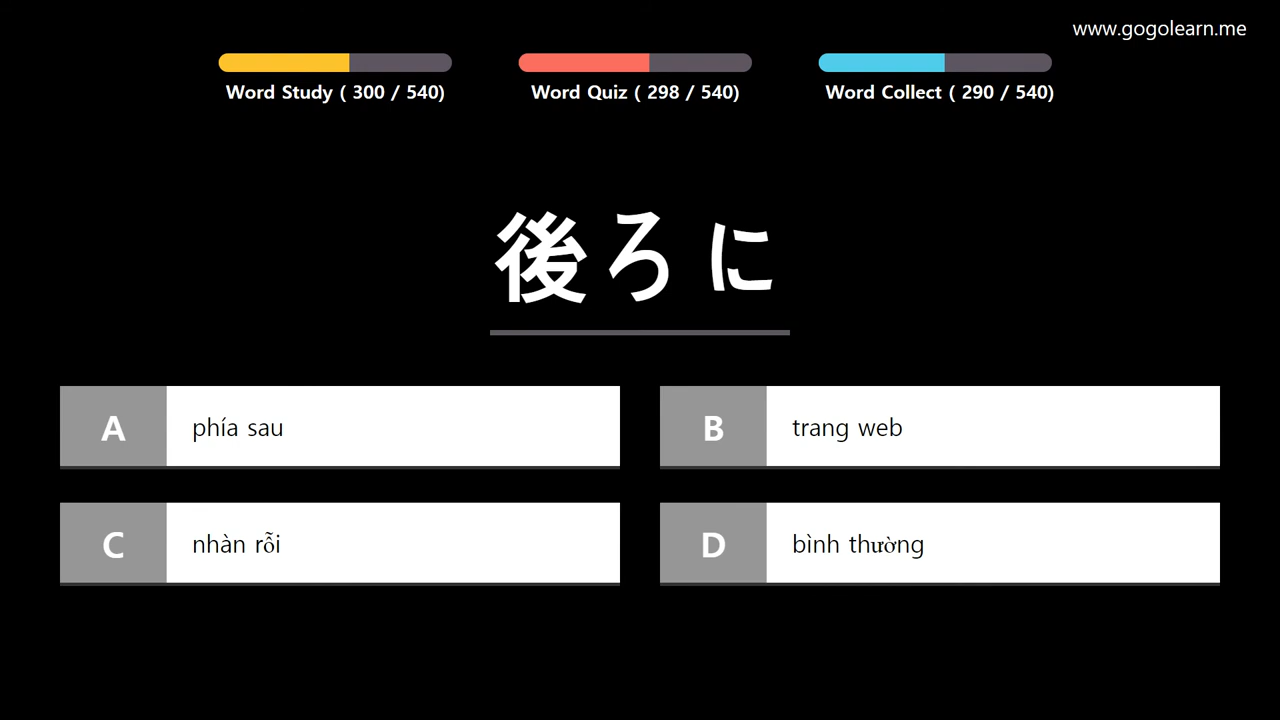 www.gogolearn.me
Word Study ( 300 / 540)
Word Quiz ( 298 / 540)
Word Collect ( 290 / 540)
後ろに
A phía sau
B trang web
C nhàn rỗi
D bình thường